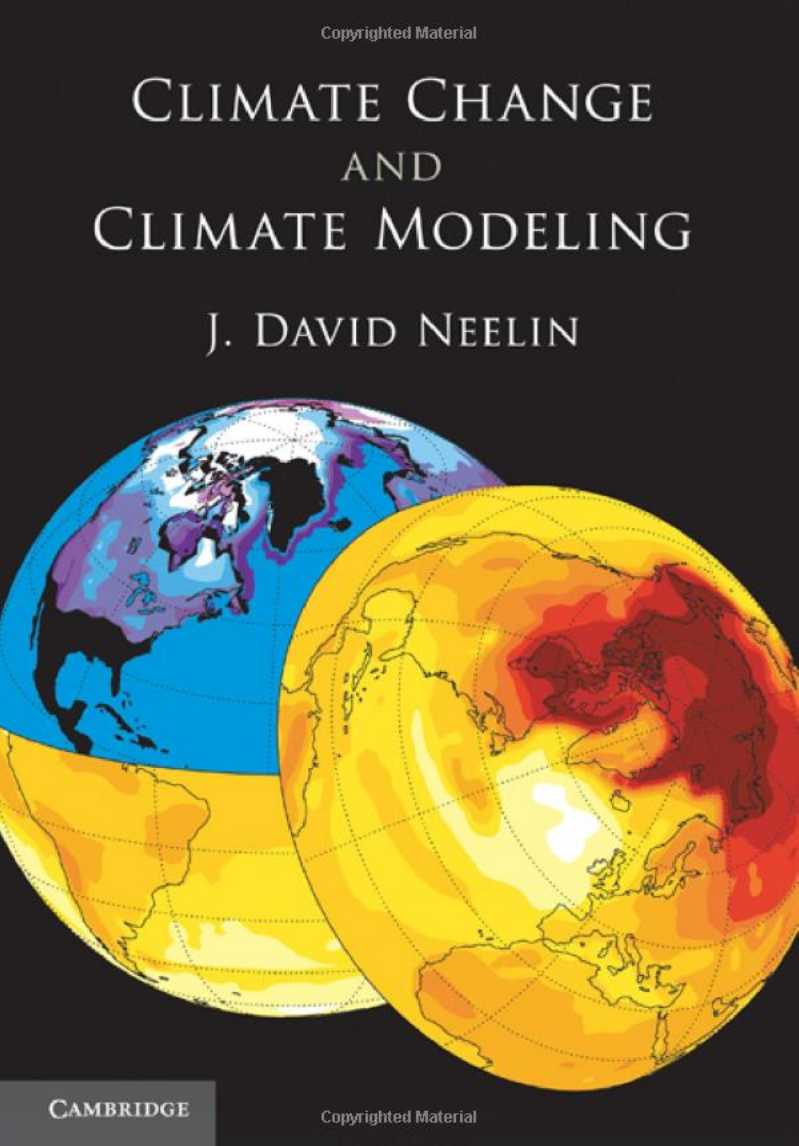 Copyrighted Material
CLIMATE CHANGE
AND
CLIMATE MODELING
J. DAVID NEELIN
CAMBRIDGE
Copyrighted Material